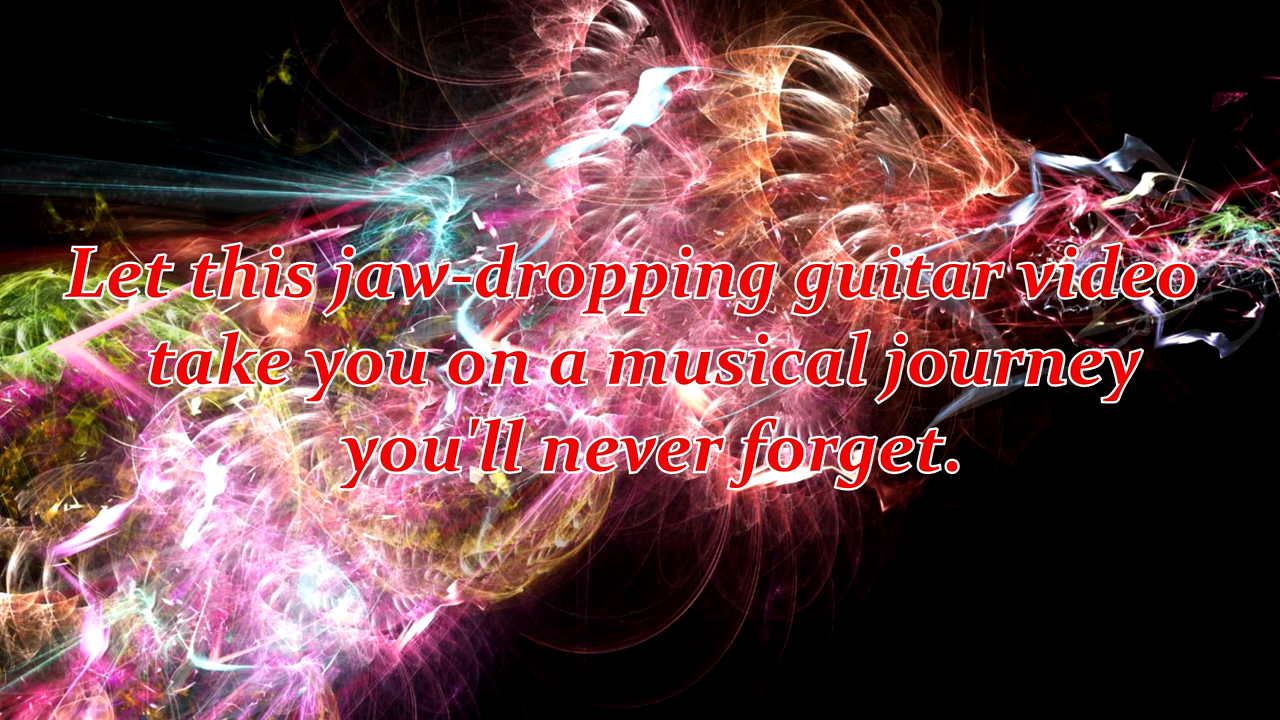 Let this jaw-dropping guitar video
take you on a musical journey
you'll never forget.